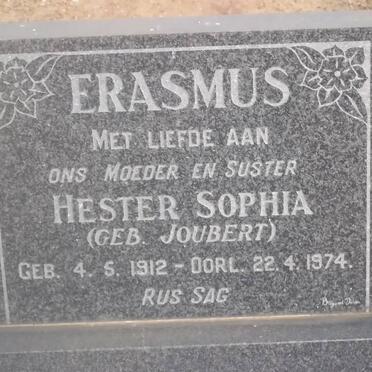 ERASMUS
MET LIEFDE AAN
ONS MOEDER EN SUSTER
HESTER SOPHIA
(GEB. JOUBERT)
GEB. 4. 5. 1912 - OORL. 22. 4. 1974.
RUS SAG